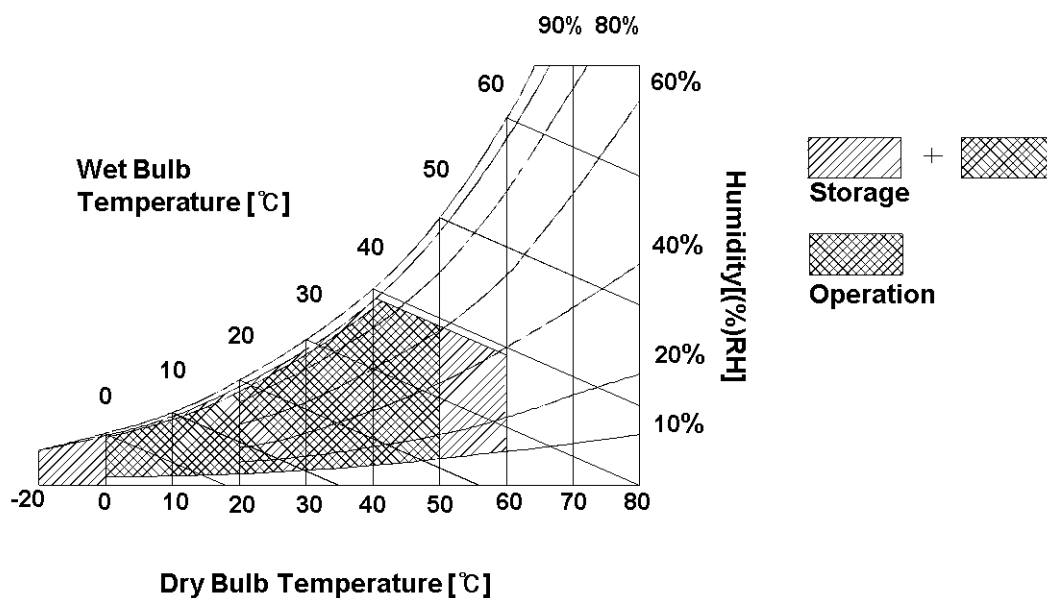 90% 80%
60
60%
Wet Bulb
Temperature [℃]
50
+
Storage
40
40%
Humidity[(%)RH]
30
Operation
20
20%
10
0
10%
-20 0 10 20 30 40 50 60 70 80
Dry Bulb Temperature [℃]